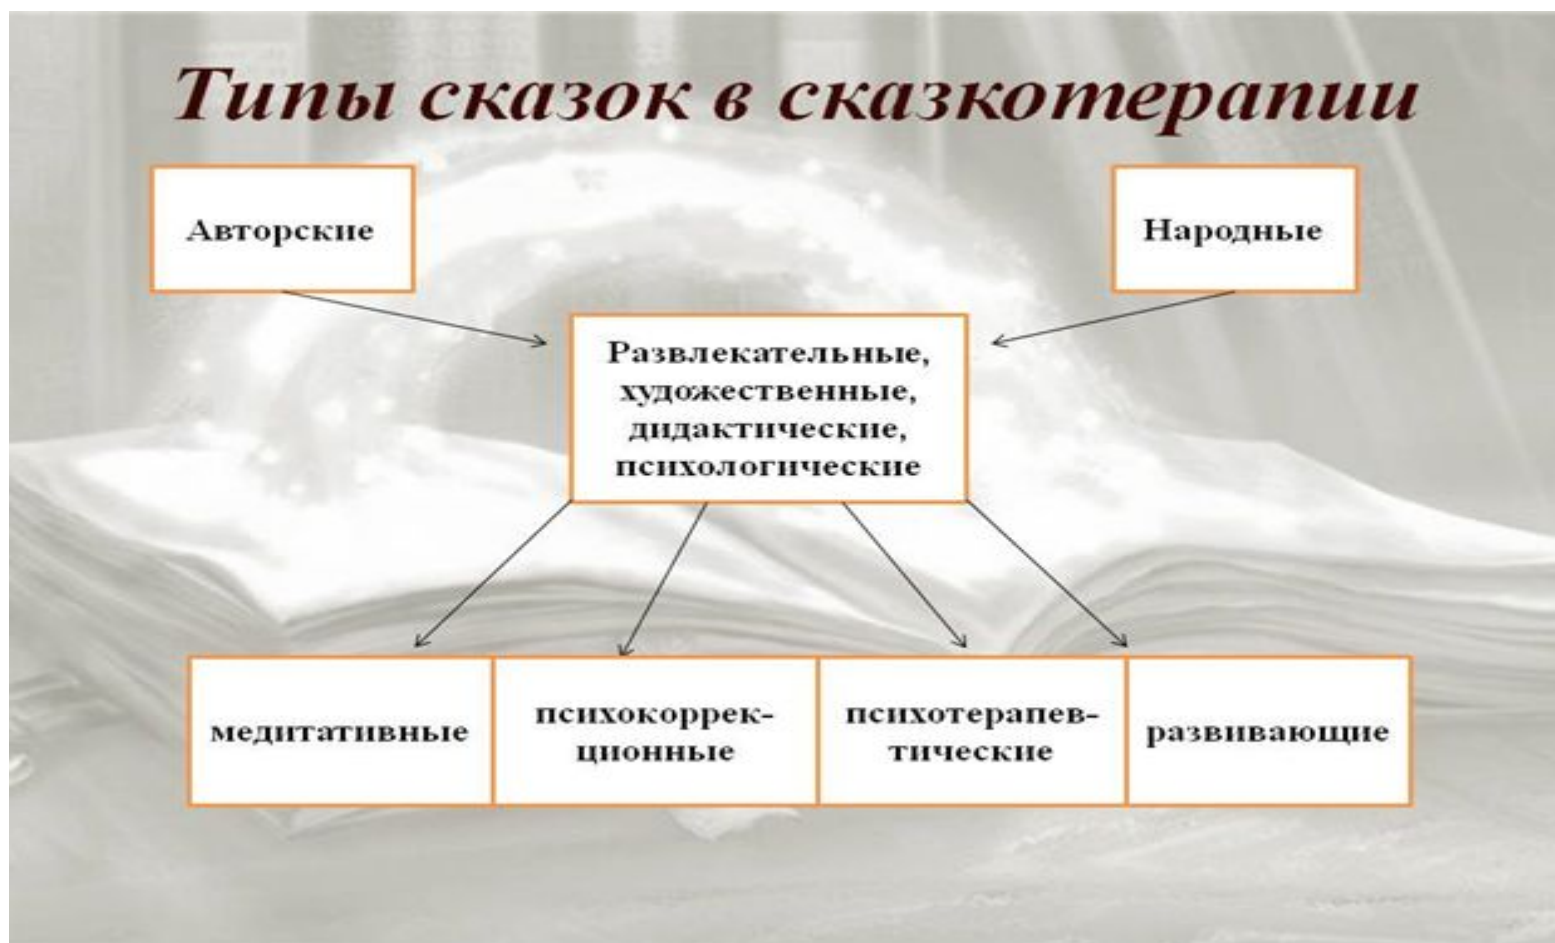 Типы сказок в сказкотерапии
Авторские
Народные
Развлекательные,
художественные,
дидактические,
психологические
медитативные
психокоррек-
ционные
психотерапев-
тические
развивающие